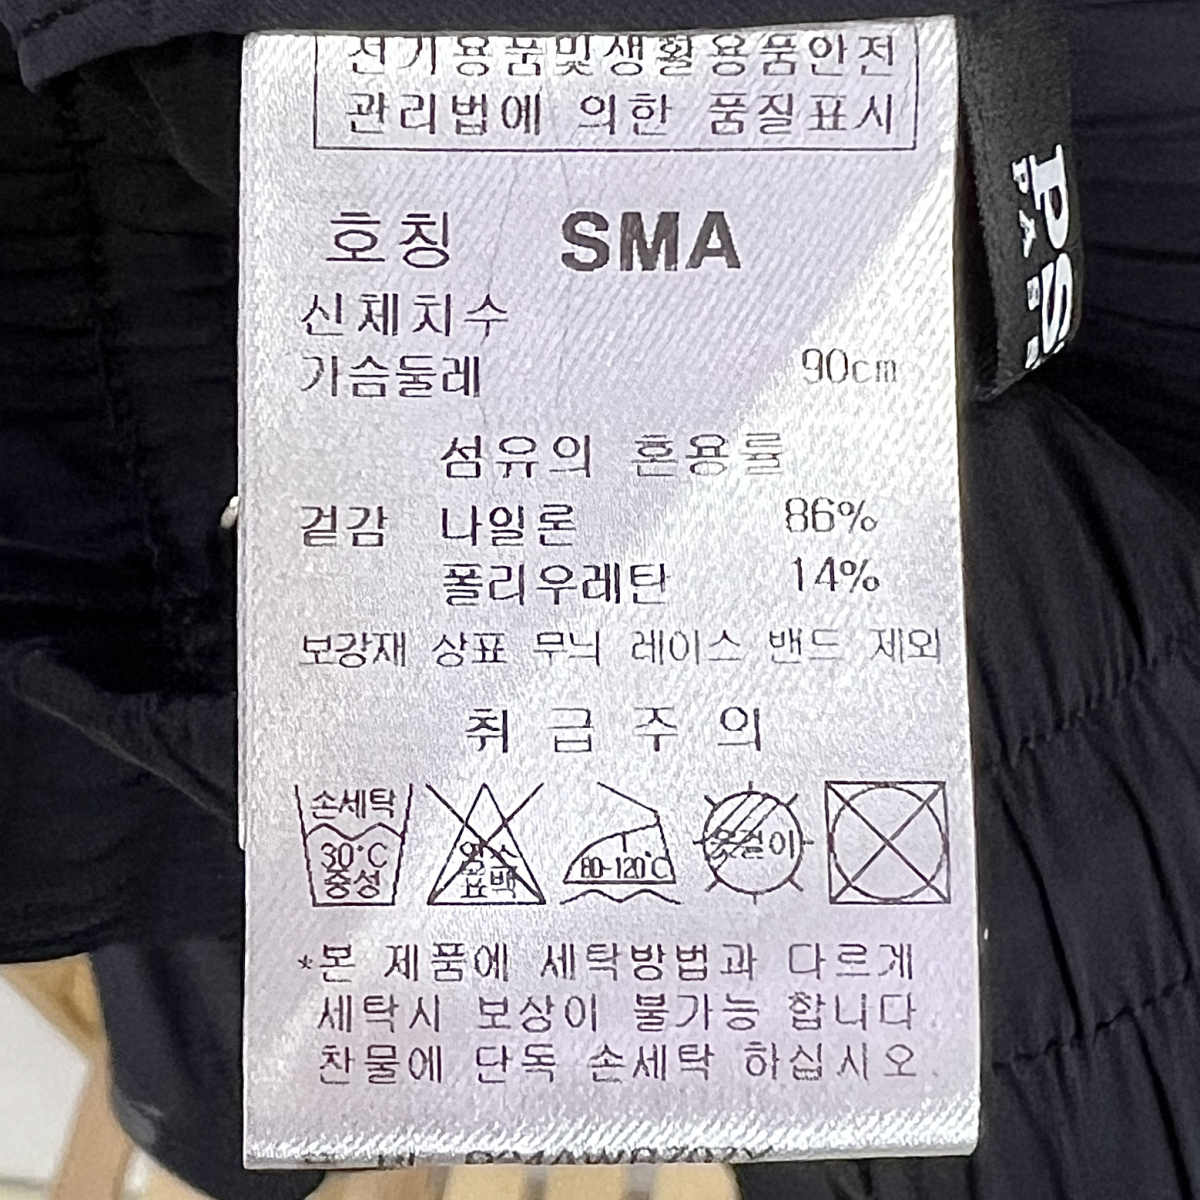 전기용품및생활용품안전
관리법에 의한 품질표시
호칭 SMA
신체치수
가슴둘레 90cm
섬유의 혼용률
겉감 나일론 86%
폴리우레탄 14%
보강재 상표 무늬 레이스 밴드 제외
취급주의
손세탁
30°C
중성
염소
표백
80-120°C
옷걸이
*본 제품에 세탁방법과 다르게
세탁시 보상이 불가능 합니다
찬물에 단독 손세탁 하십시오.
PS.